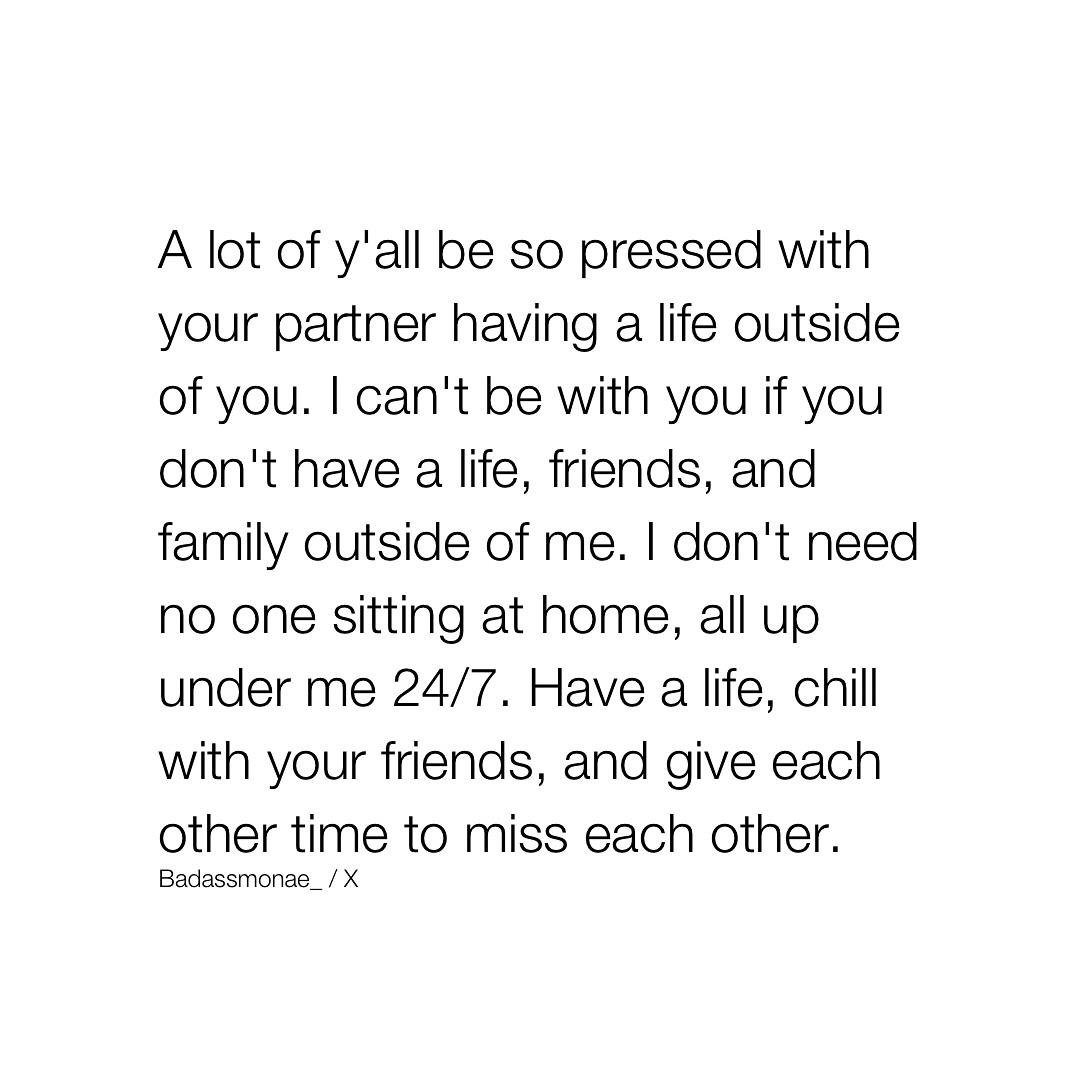 A lot of y'all be so pressed with
your partner having a life outside
of you. I can't be with you if you
don't have a life, friends, and
family outside of me. I don't need
no one sitting at home, all up
under me 24/7. Have a life, chill
with your friends, and give each
other time to miss each other.
Badassmonae_ / X